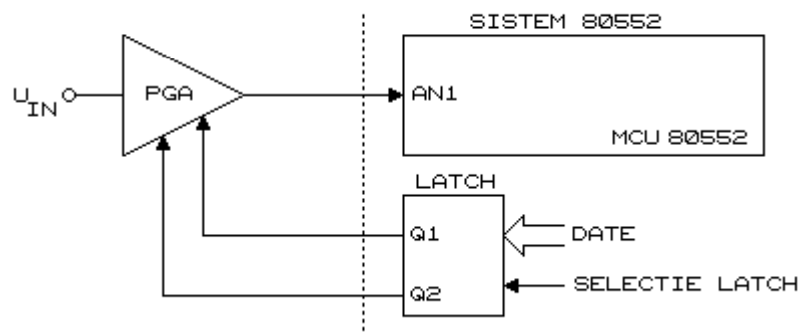 SISTEM 80552
U IN
PGA
AN1
MCU 80552
LATCH
Q1
DATE
Q2
SELECTIE LATCH